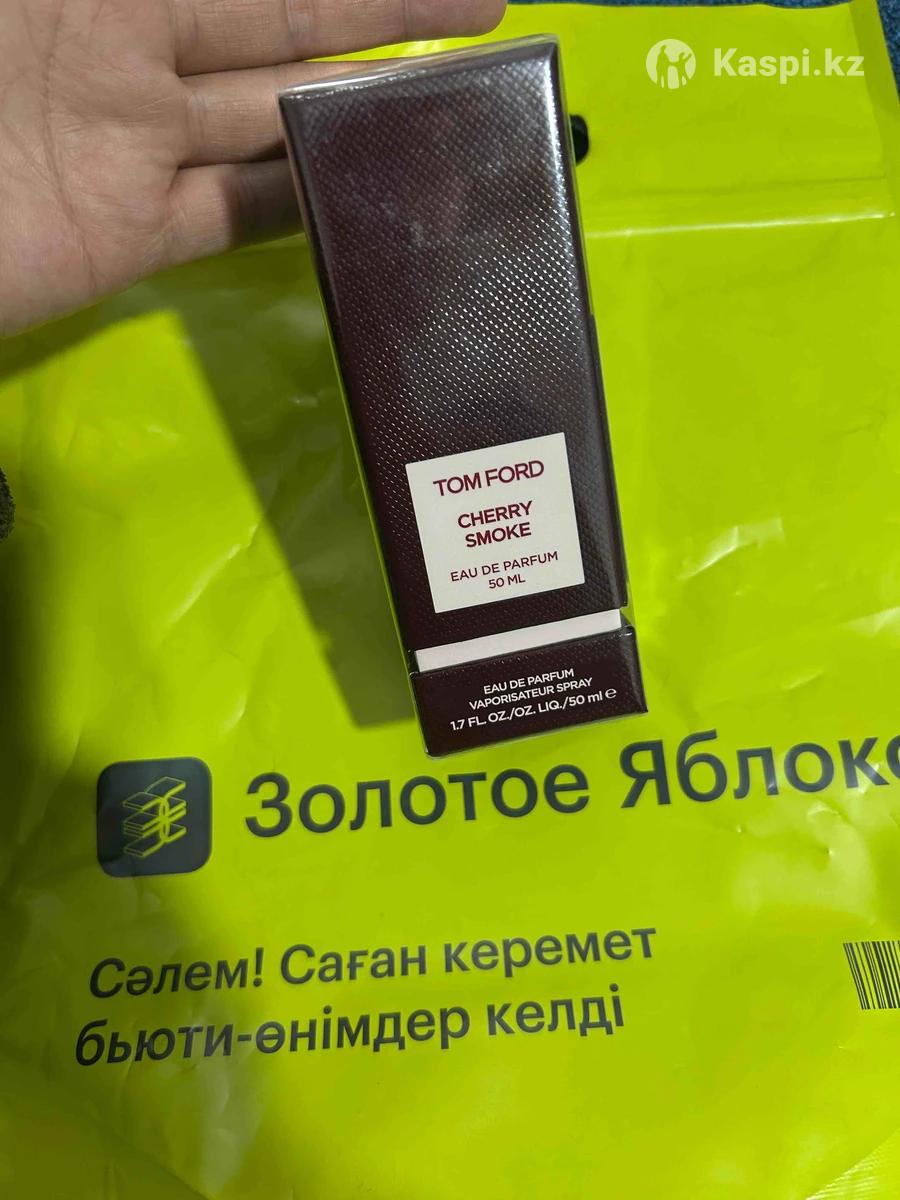 Kaspi.kz
TOM FORD
CHERRY
SMOKE
EAU DE PARFUM
50 ML
EAU DE PARFUM
VAPORISATEUR SPRAY
1.7 FL. OZ./OZ. LIQ./50 ml ℮
Золотое Яблоко
Сәлем! Саған керемет
бьюти-өнімдер келді